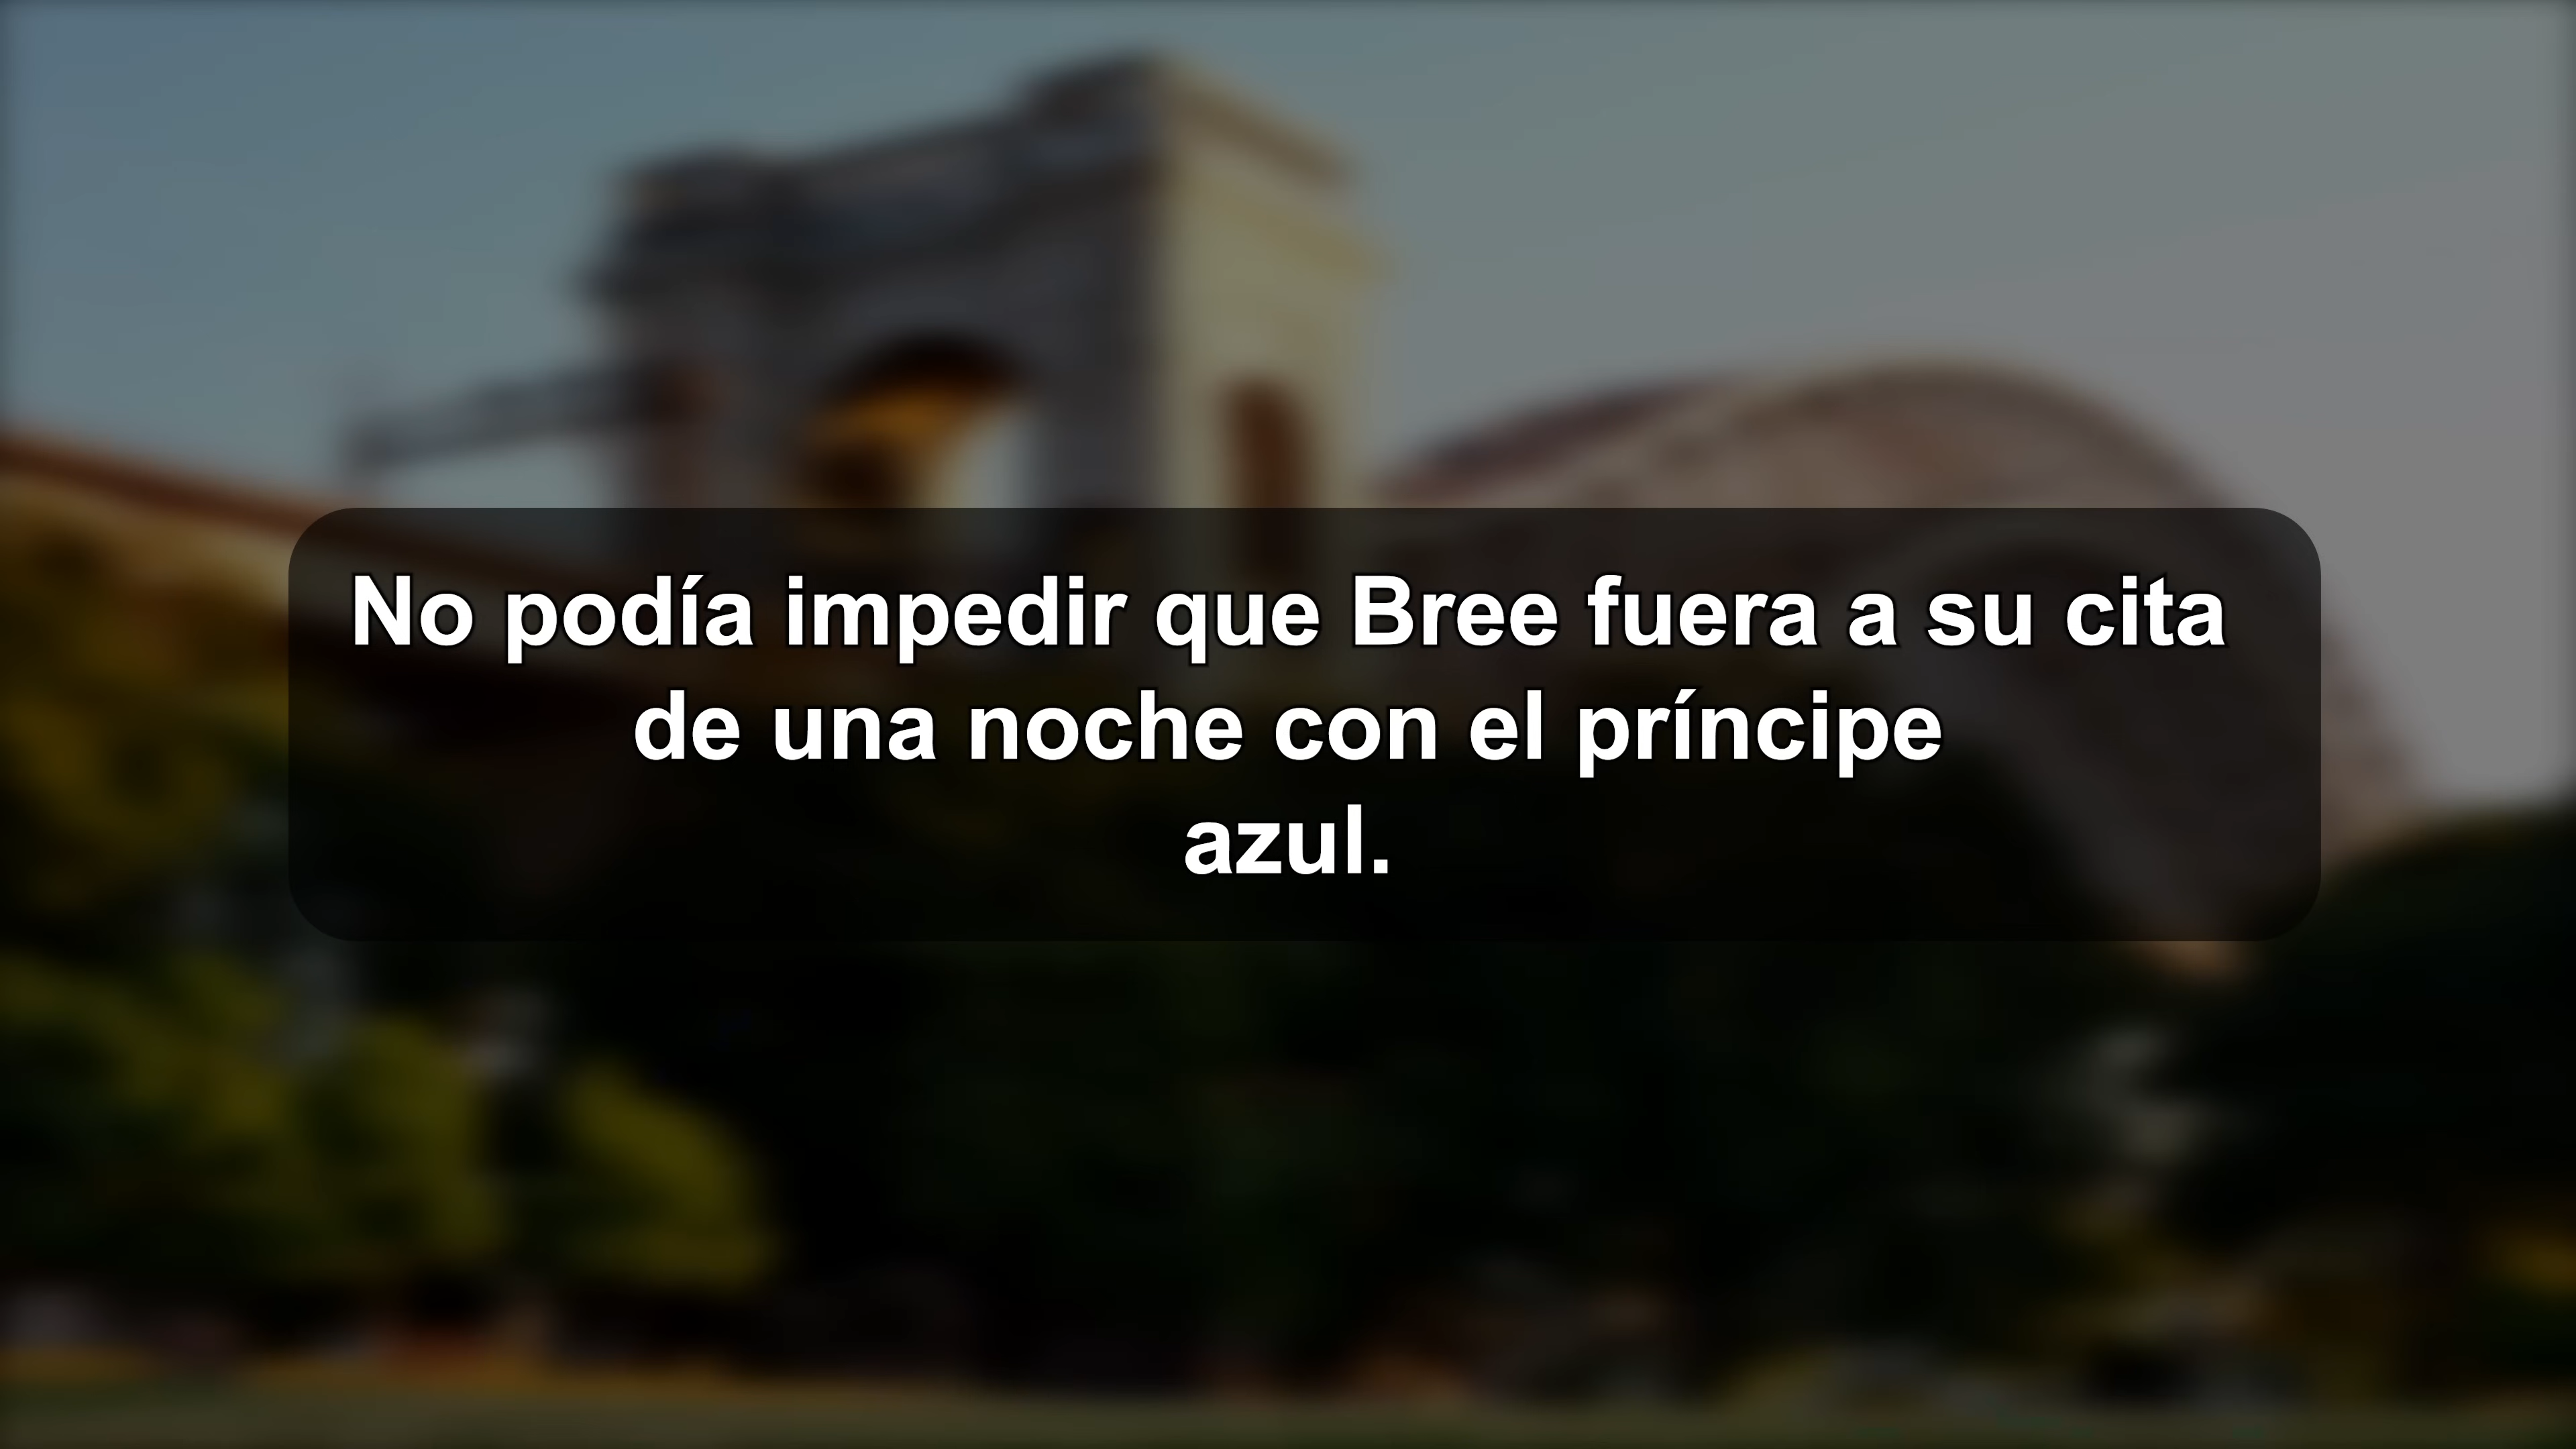 No podía impedir que Bree fuera a su cita
de una noche con el príncipe
azul.